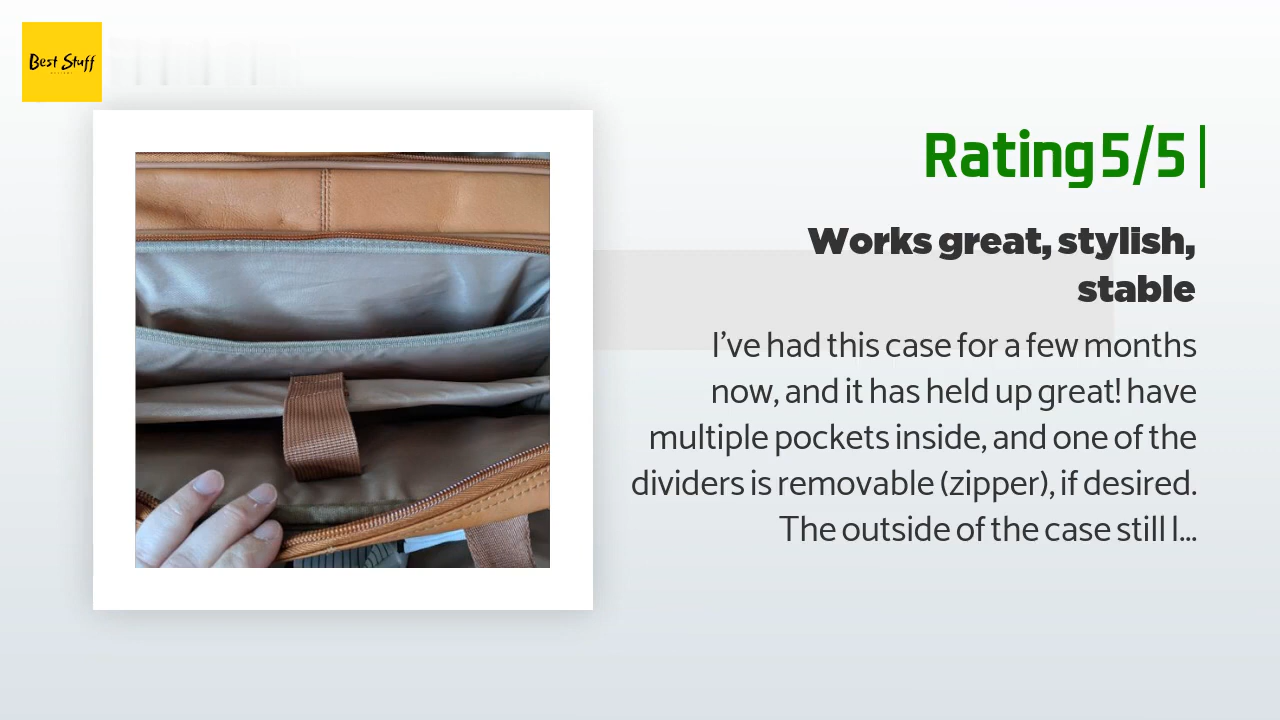 Best Stuff
Rating 5/5 |
Works great, stylish,
stable
I've had this case for a few months
now, and it has held up great! have
multiple pockets inside, and one of the
dividers is removable (zipper), if desired.
The outside of the case still l...